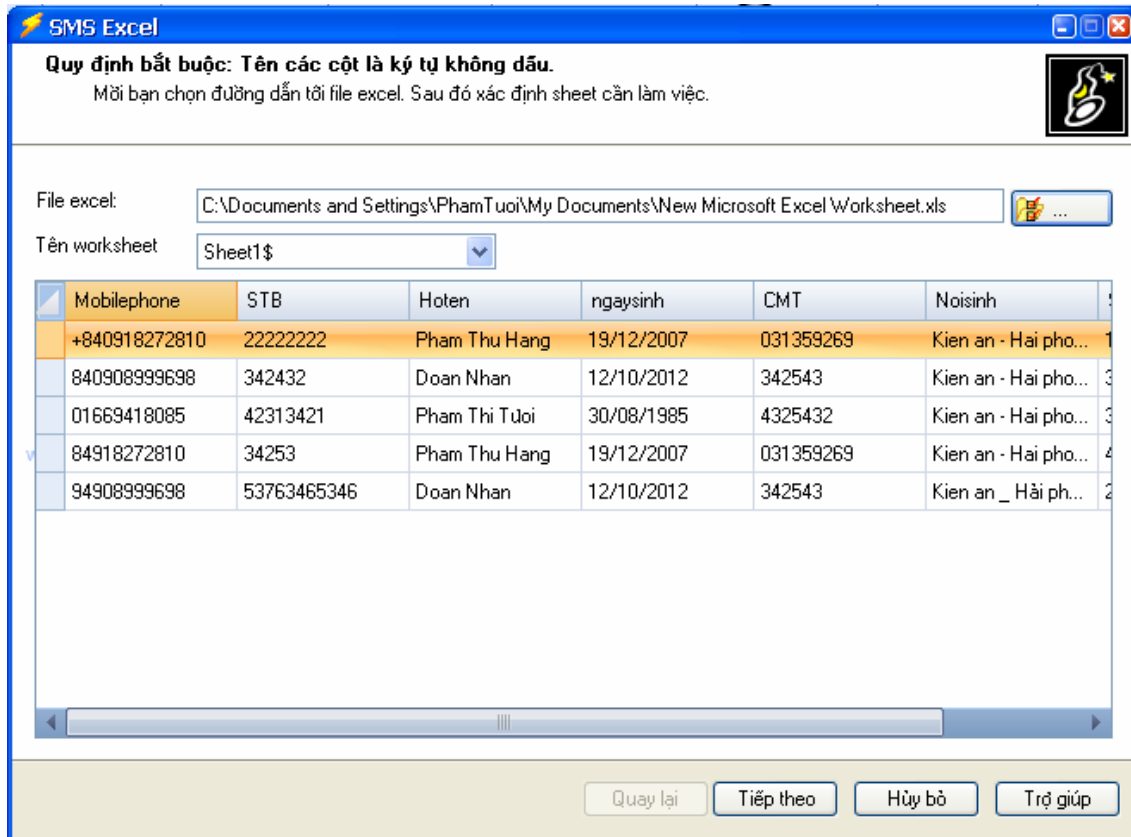 SMS Excel
Quy định bắt buộc: Tên các cột là ký tự không dấu.
Mời bạn chọn đường dẫn tới file excel. Sau đó xác định sheet cần làm việc.
File excel: C:\Documents and Settings\PhamTuoi\My Documents\New Microsoft Excel Worksheet.xls ...
Tên worksheet Sheet1$
Mobilephone STB Hoten ngaysinh CMT Noisinh
+840918272810 22222222 Pham Thu Hang 19/12/2007 031359269 Kien an - Hai pho... 1
840908999698 342432 Doan Nhan 12/10/2012 342543 Kien an - Hai pho... 3
01669418085 42313421 Pham Thi Tươi 30/08/1985 4325432 Kien an - Hai pho... 3
84918272810 34253 Pham Thu Hang 19/12/2007 031359269 Kien an - Hai pho... 4
94908999698 53763465346 Doan Nhan 12/10/2012 342543 Kien an _ Hải ph... 2
Quay lại Tiếp theo Hủy bỏ Trợ giúp